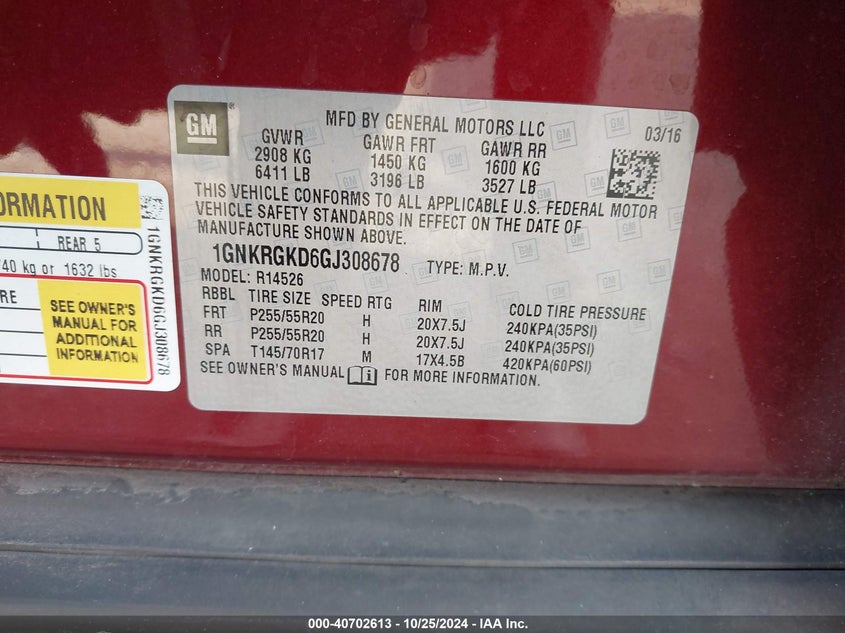 GM
MFD BY GENERAL MOTORS LLC
03/16
GVWR GAWR FRT GAWR RR
2908 KG 1450 KG 1600 KG
6411 LB 3196 LB 3527 LB
THIS VEHICLE CONFORMS TO ALL APPLICABLE U.S. FEDERAL MOTOR
VEHICLE SAFETY STANDARDS IN EFFECT ON THE DATE OF
MANUFACTURE SHOWN ABOVE.
1GNKRGKD6GJ308678 TYPE: M.P.V.
MODEL: R14526
RBBL TIRE SIZE SPEED RTG RIM COLD TIRE PRESSURE
FRT P255/55R20 H 20X7.5J 240KPA(35PSI)
RR P255/55R20 H 20X7.5J 240KPA(35PSI)
SPA T145/70R17 M 17X4.5B 420KPA(60PSI)
SEE OWNER'S MANUAL i FOR MORE INFORMATION.
ORMATION
REAR 5
740 kg or 1632 lbs
RE
SEE OWNER'S
MANUAL FOR
ADDITIONAL
INFORMATION
1GNKRGKD6GJ308678
000-40702613 - 10/25/2024 - IAA Inc.